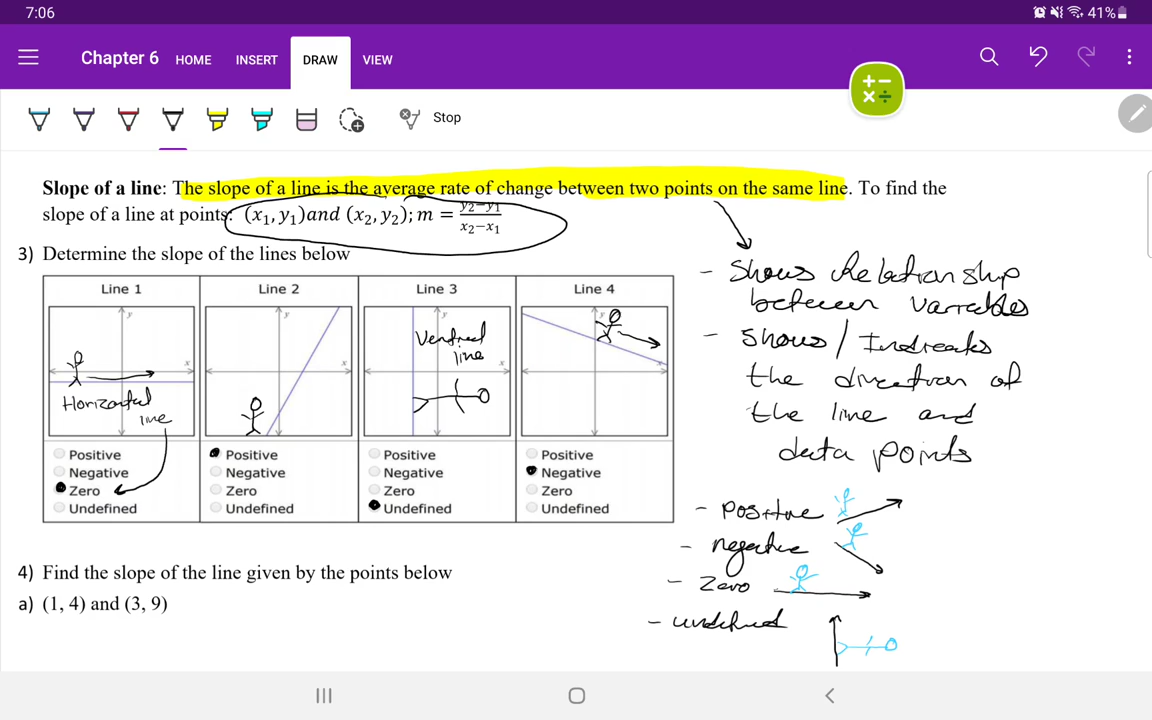 7:06
41%
Chapter 6 HOME INSERT DRAW VIEW
Stop
Slope of a line: The slope of a line is the average rate of change between two points on the same line. To find the
slope of a line at points: (x₁, y₁)and (x₂, y₂); m = y₂−y₁ / x₂−x₁
3) Determine the slope of the lines below
Line 1 Line 2 Line 3 Line 4
y y y y
x x x x
Horizontal
line
Vertical
line
Positive Positive Positive Positive
Negative Negative Negative Negative
Zero Zero Zero Zero
Undefined Undefined Undefined Undefined
- Shows Relationship
between variables
- Shows/
the direction of
the line and
data points
- positive
- negative
- Zero
- undefined
4) Find the slope of the line given by the points below
a) (1, 4) and (3, 9)